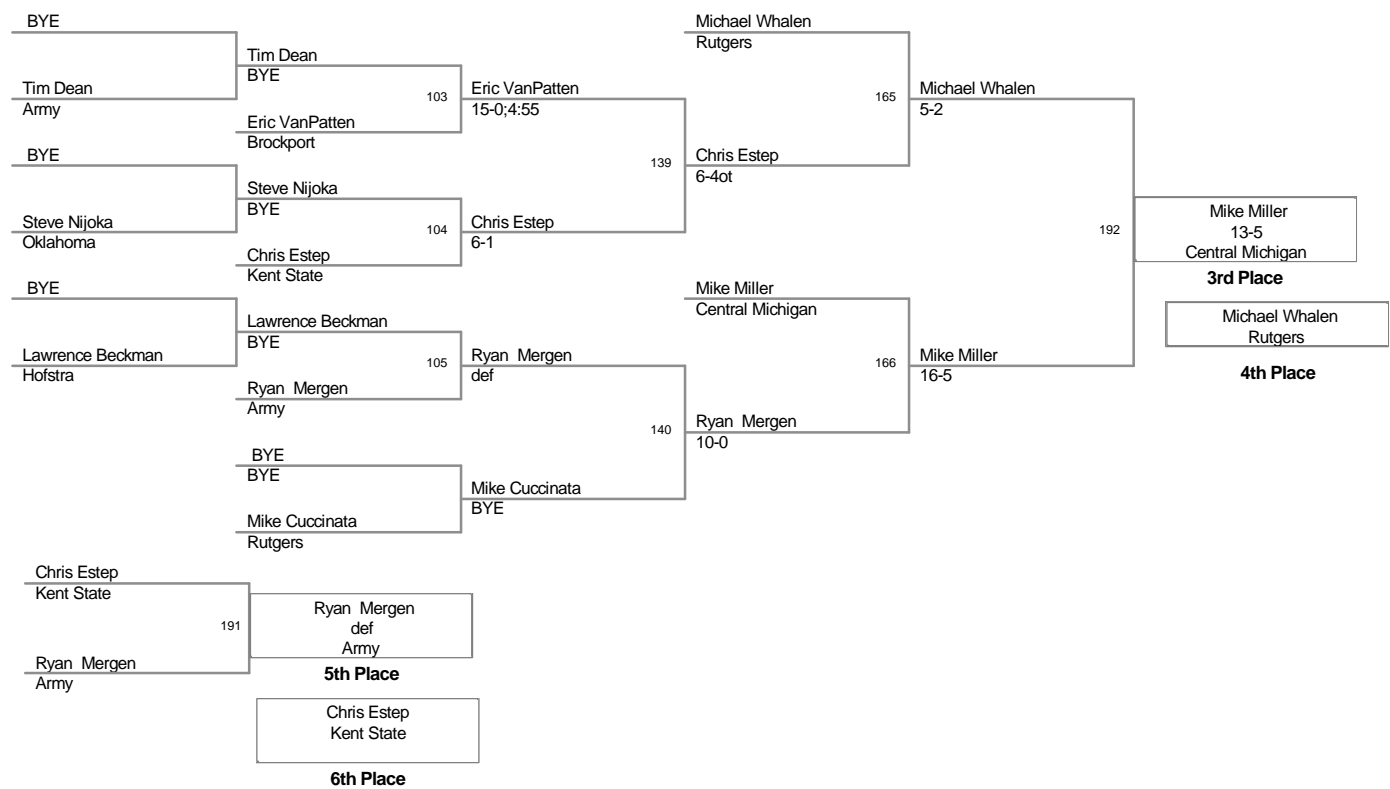 BYE
Tim Dean
Army
Tim Dean
BYE
103
Eric VanPatten
Brockport
Eric VanPatten
15-0;4:55
BYE
Steve Nijoka
Oklahoma
Steve Nijoka
BYE
104
Chris Estep
Kent State
Chris Estep
6-1
139
Michael Whalen
Rutgers
Chris Estep
6-4ot
165
Michael Whalen
5-2
BYE
Lawrence Beckman
Hofstra
Lawrence Beckman
BYE
105
Ryan Mergen
Army
Ryan Mergen
def
BYE
BYE
Mike Cuccinata
Rutgers
Mike Cuccinata
BYE
140
Mike Miller
Central Michigan
Ryan Mergen
10-0
166
Mike Miller
16-5
192
Mike Miller
13-5
Central Michigan
3rd Place
Michael Whalen
Rutgers
4th Place
Chris Estep
Kent State
191
Ryan Mergen
Army
Ryan Mergen
def
Army
5th Place
Chris Estep
Kent State
6th Place